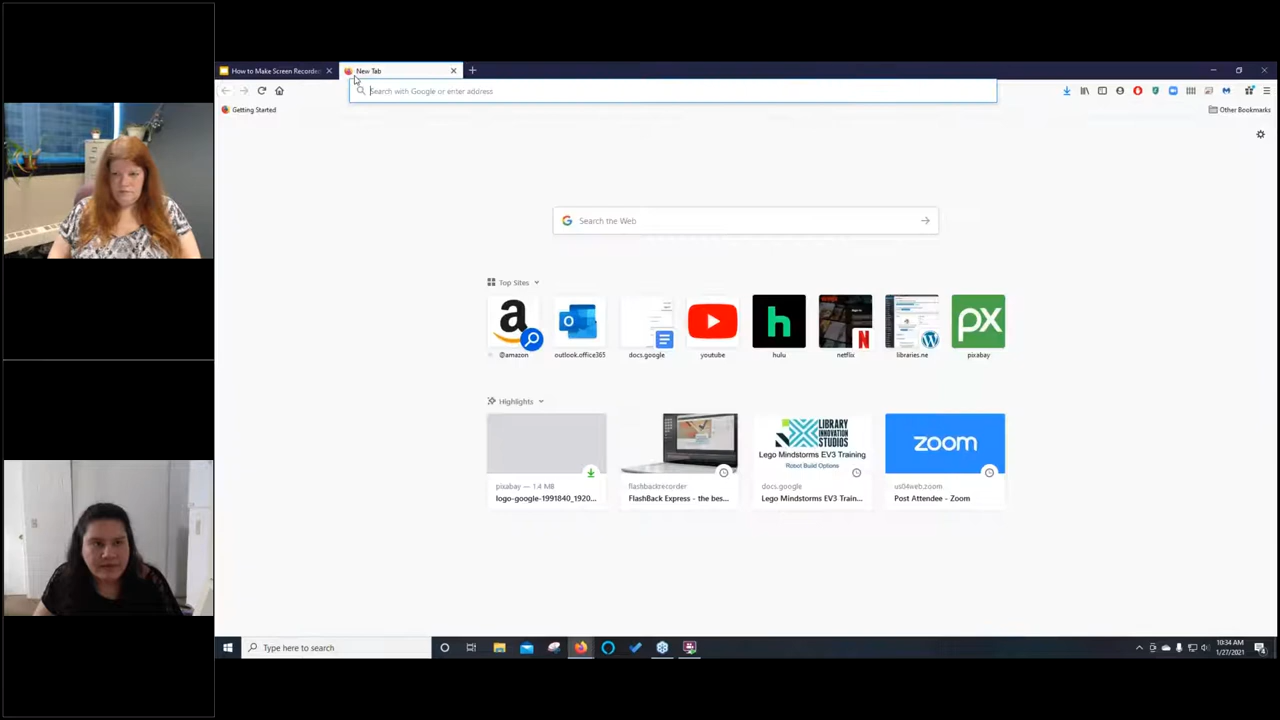 How to Make Screen Recorded
New Tab
Search with Google or enter address
Getting Started
Other Bookmarks
Search the Web
Top Sites
@amazon
outlook.office365
docs.google
youtube
hulu
netflix
libraries.ne
pixabay
Highlights
LIBRARY
INNOVATION
STUDIOS
Lego Mindstorms EV3 Training
Robot Build Options
zoom
pixabay — 1.4 MB
flashbackrecorder
docs.google
us04web.zoom
logo-google-1991840_1920...
FlashBack Express - the bes...
Lego Mindstorms EV3 Train...
Post Attendee - Zoom
Type here to search
10:34 AM
1/27/2021